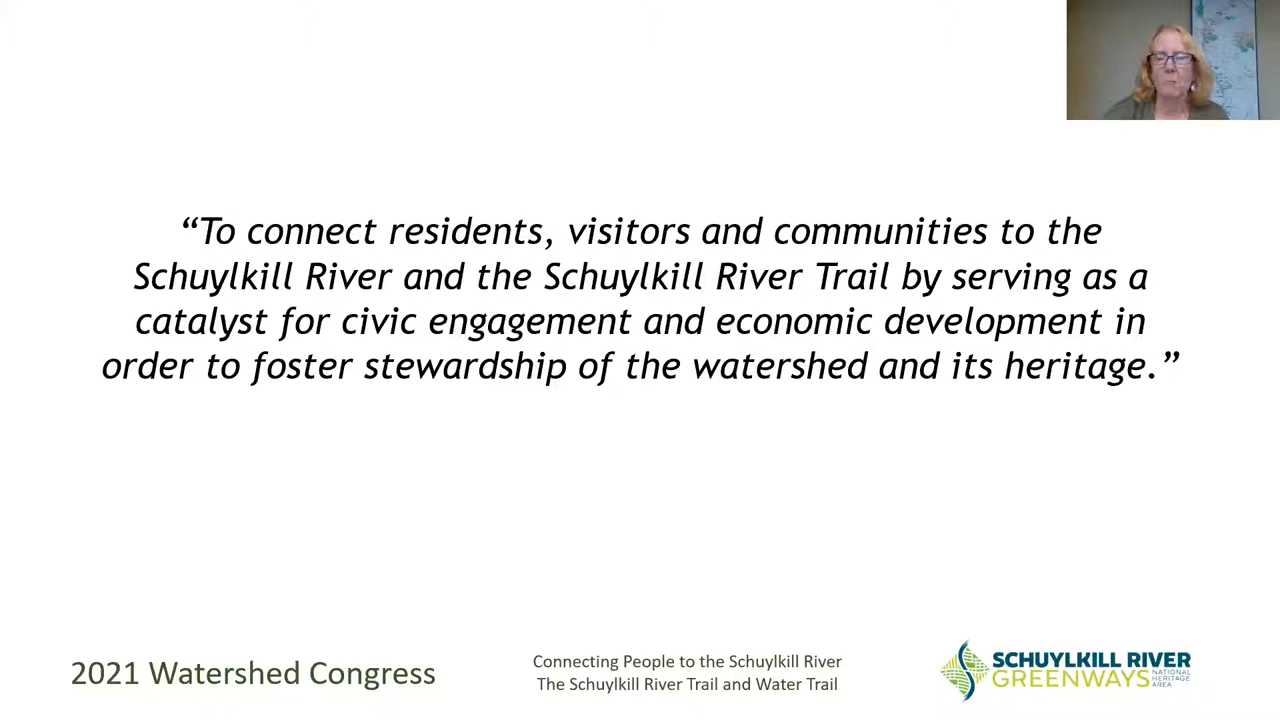 “To connect residents, visitors and communities to the
Schuylkill River and the Schuylkill River Trail by serving as a
catalyst for civic engagement and economic development in
order to foster stewardship of the watershed and its heritage.”
2021 Watershed Congress
Connecting People to the Schuylkill River
The Schuylkill River Trail and Water Trail
SCHUYLKILL RIVER
GREENWAYS
NATIONAL
HERITAGE
AREA